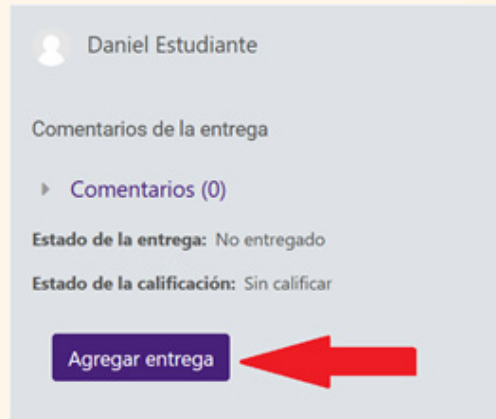 Daniel Estudiante
Comentarios de la entrega
Comentarios (0)
Estado de la entrega: No entregado
Estado de la calificación: Sin calificar
Agregar entrega